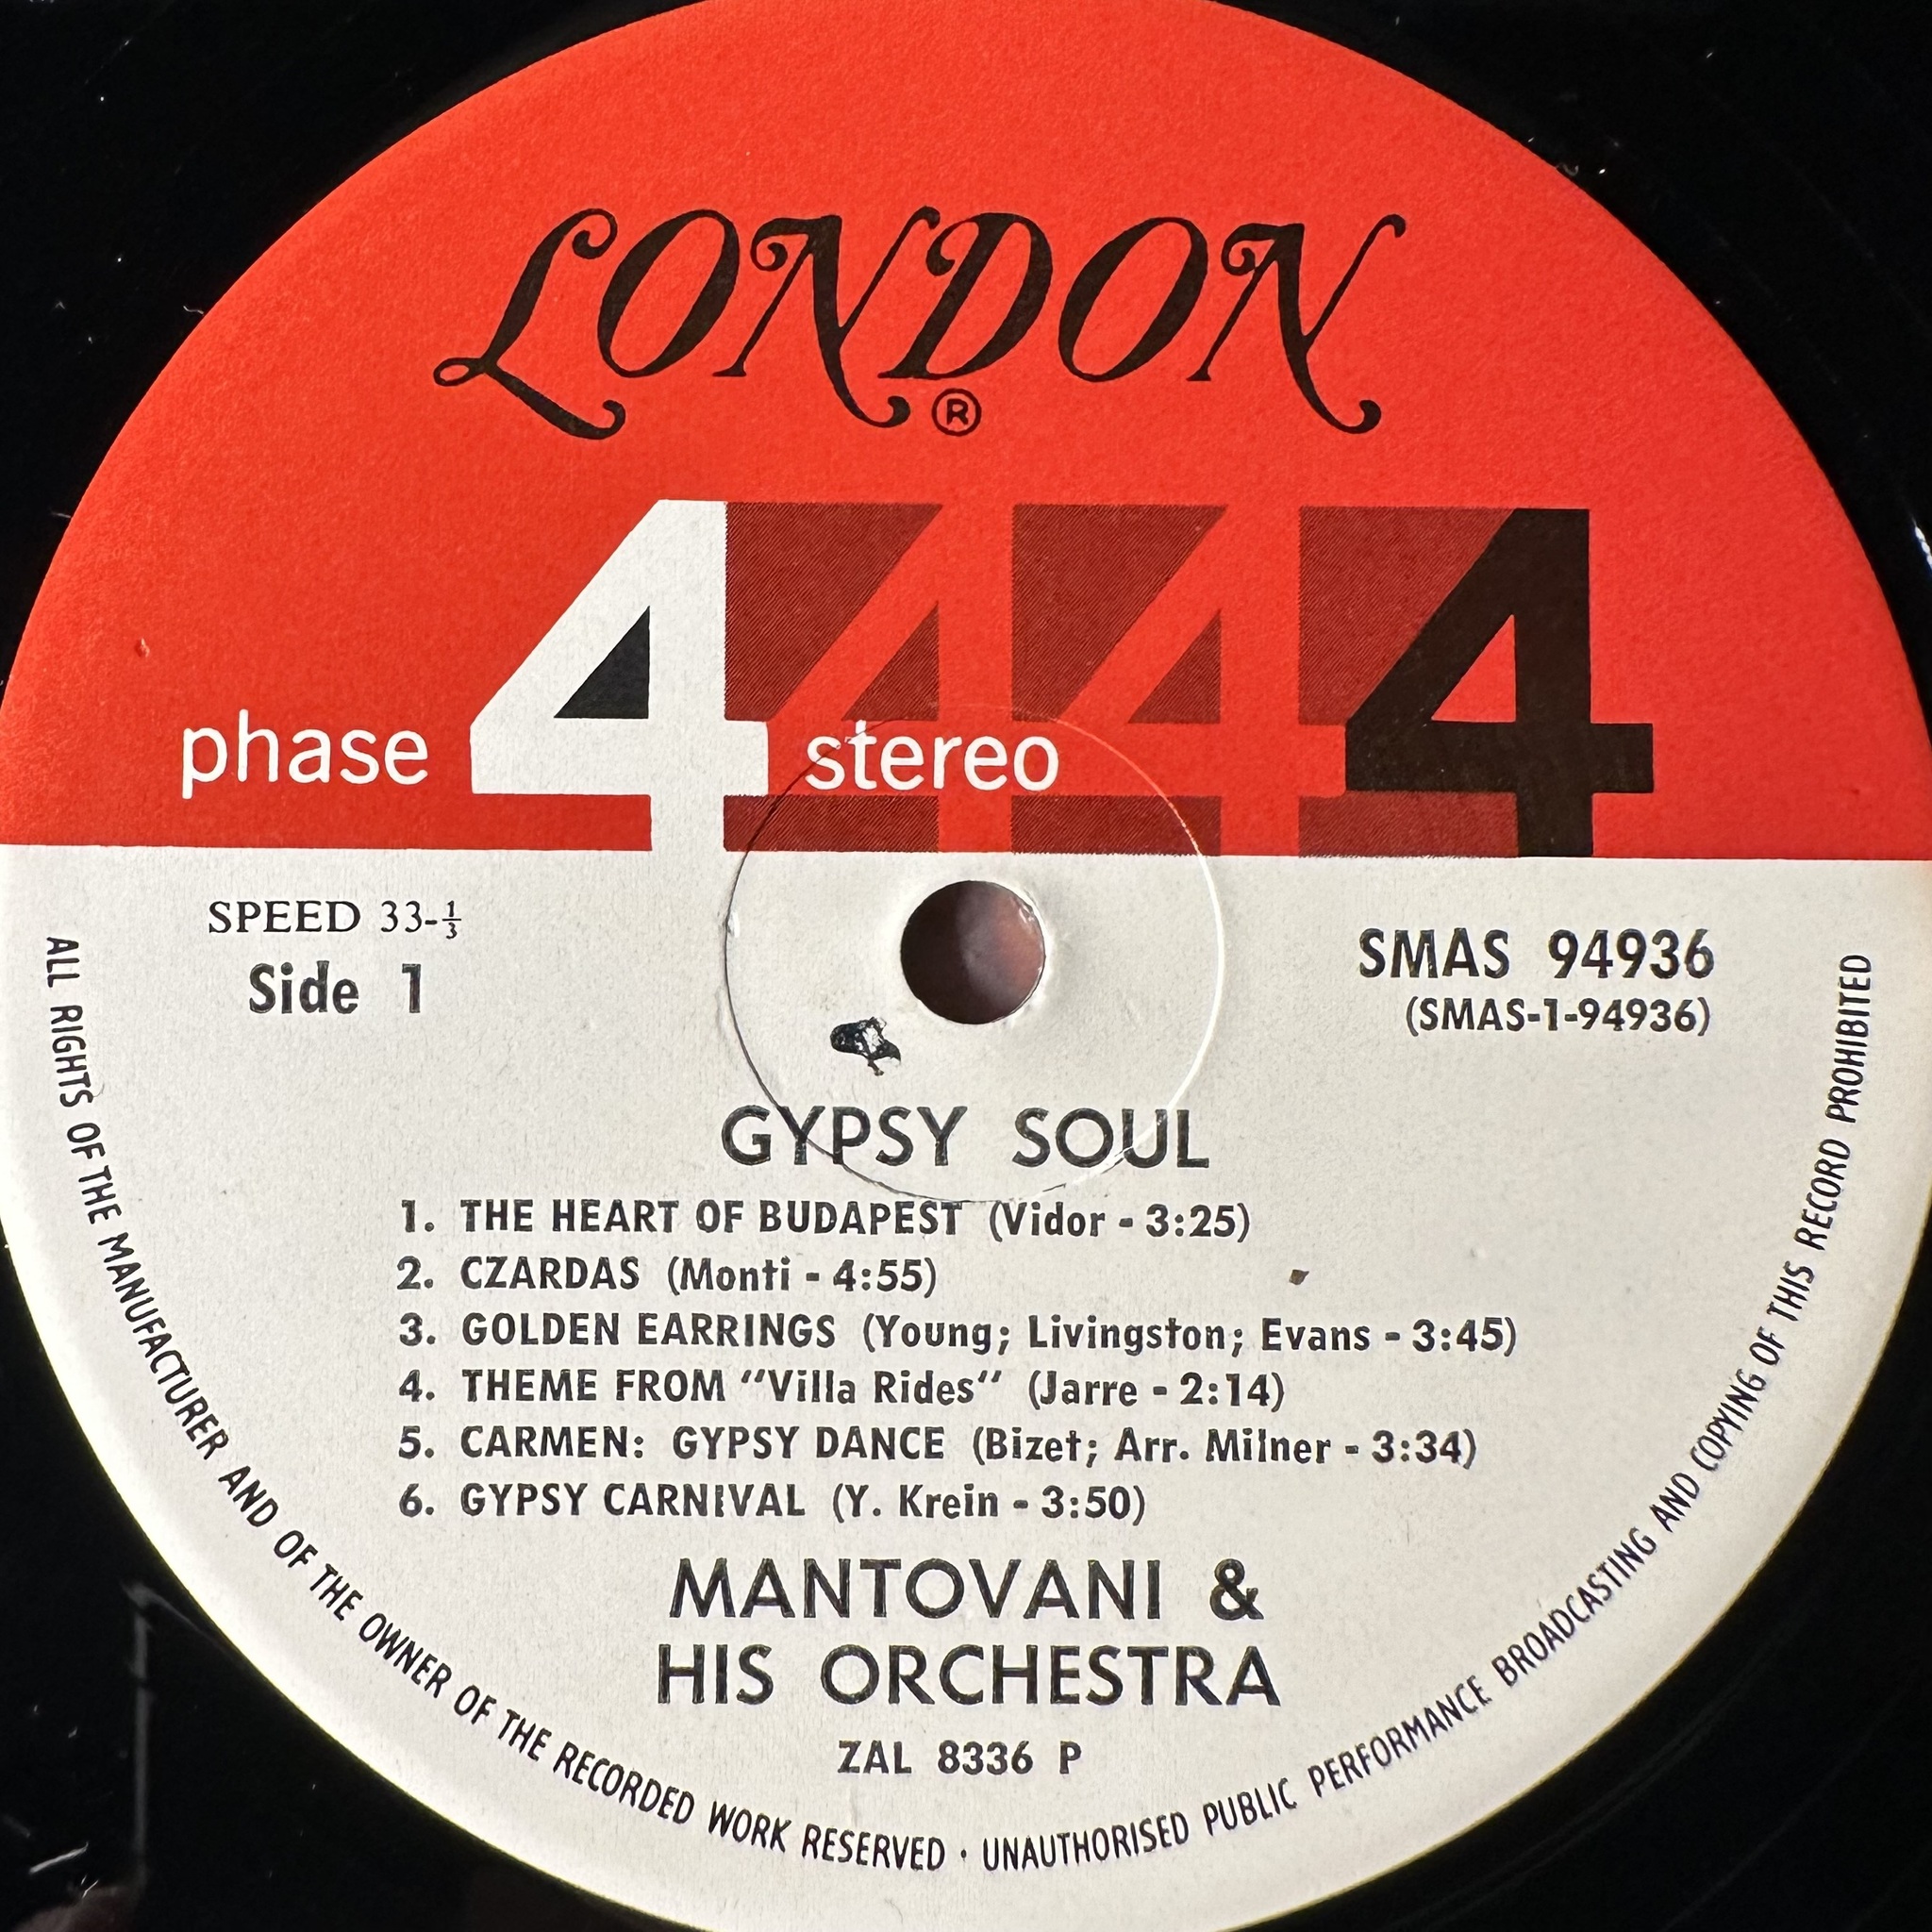 LONDON
®
phase 4 stereo 4 4 4
SPEED 33-⅓
Side 1
SMAS 94936
(SMAS-1-94936)
GYPSY SOUL
1. THE HEART OF BUDAPEST (Vidor - 3:25)
2. CZARDAS (Monti - 4:55)
3. GOLDEN EARRINGS (Young; Livingston; Evans - 3:45)
4. THEME FROM "Villa Rides" (Jarre - 2:14)
5. CARMEN: GYPSY DANCE (Bizet; Arr. Milner - 3:34)
6. GYPSY CARNIVAL (Y. Krein - 3:50)
MANTOVANI &
HIS ORCHESTRA
ZAL 8336 P
ALL RIGHTS OF THE MANUFACTURER AND OF THE OWNER OF THE RECORDED WORK RESERVED · UNAUTHORISED PUBLIC PERFORMANCE BROADCASTING AND COPYING OF THIS RECORD PROHIBITED